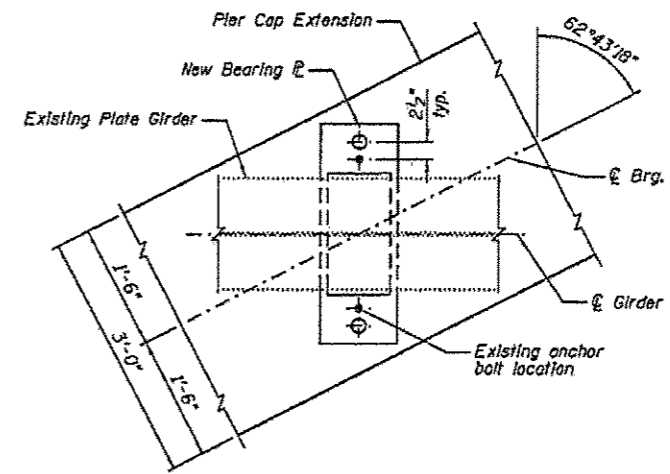 Pier Cap Extension
62°43'18"
New Bearing ℄
2½"
typ.
Existing Plate Girder
℄ Brg.
1'-6"
3'-0"
1'-6"
℄ Girder
Existing anchor
bolt location